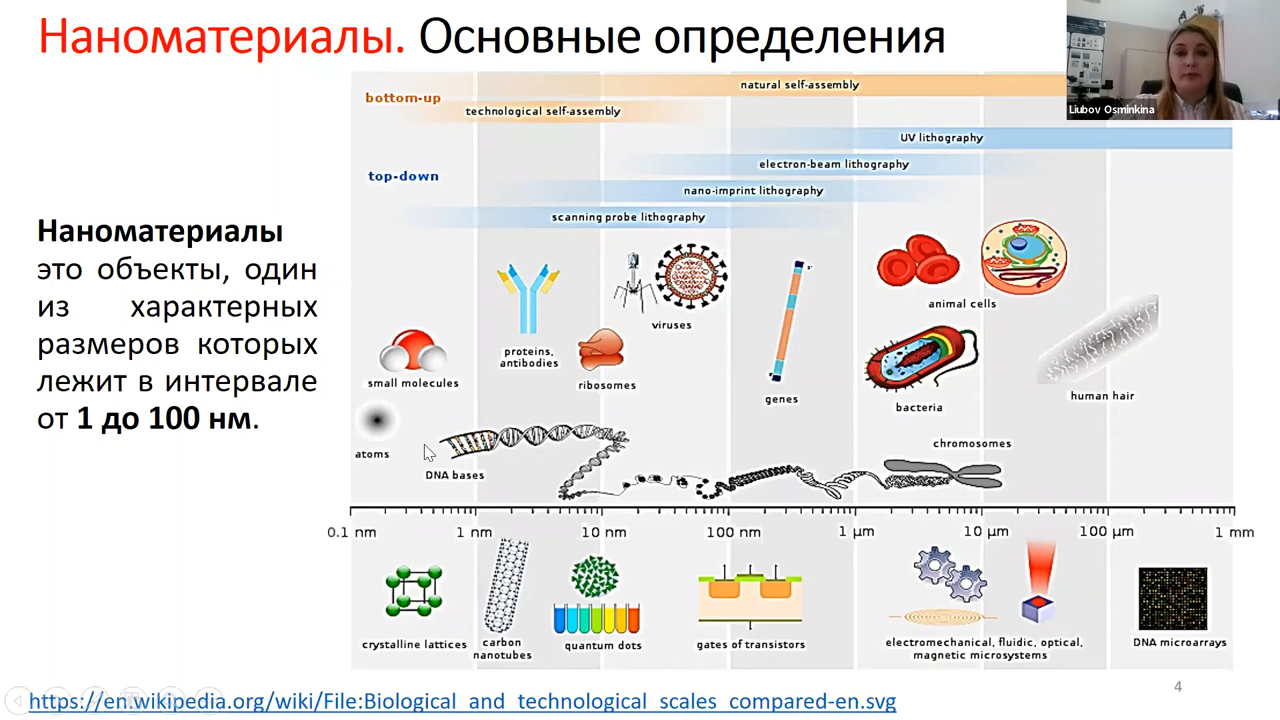 Наноматериалы. Основные определения
Liubov Osminkina
bottom-up
natural self-assembly
technological self-assembly
UV lithography
electron-beam lithography
top-down
nano-imprint lithography
scanning probe lithography
Наноматериалы
это объекты, один
из характерных
размеров которых
лежит в интервале
от 1 до 100 нм.
small molecules
proteins,
antibodies
ribosomes
viruses
genes
animal cells
bacteria
human hair
atoms
DNA bases
chromosomes
0.1 nm
1 nm
10 nm
100 nm
1 µm
10 µm
100 µm
1 mm
crystalline lattices
carbon
nanotubes
quantum dots
gates of transistors
electromechanical, fluidic, optical,
magnetic microsystems
DNA microarrays
4
https://en.wikipedia.org/wiki/File:Biological_and_technological_scales_compared-en.svg